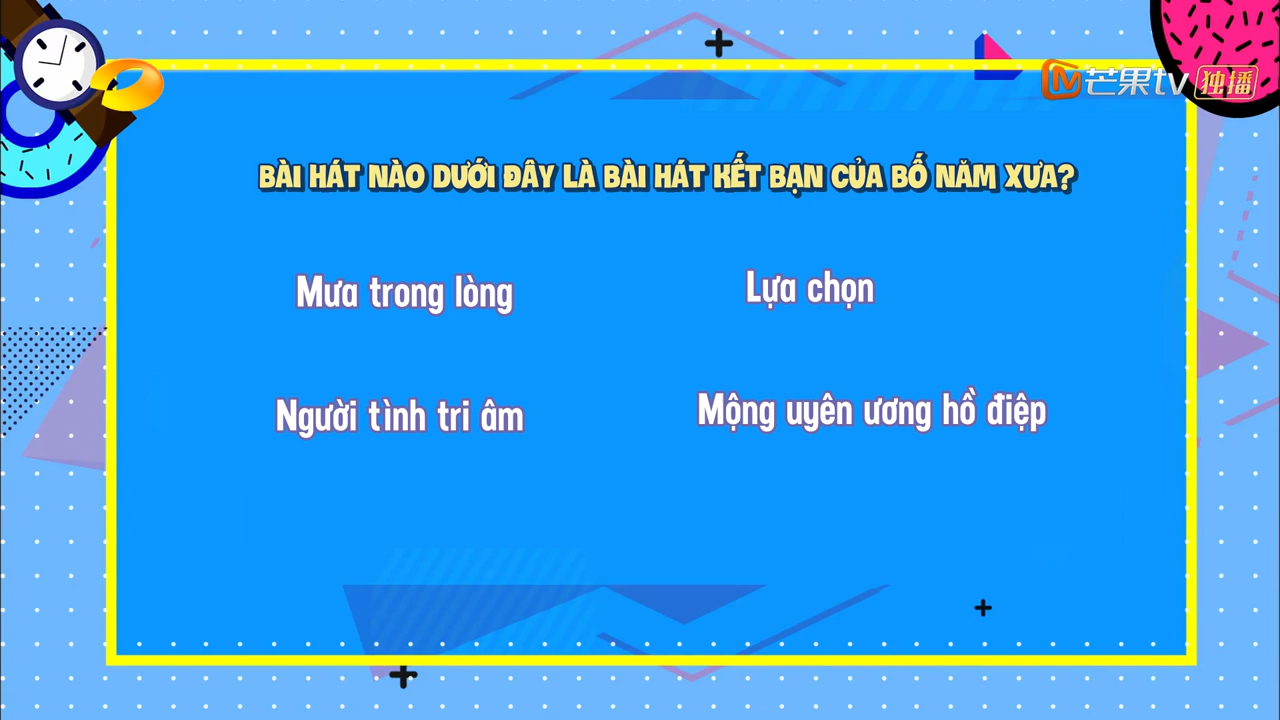 芒果tv 独播
BÀI HÁT NÀO DƯỚI ĐÂY LÀ BÀI HÁT KẾT BẠN CỦA BỐ NĂM XƯA?
Mưa trong lòng
Lựa chọn
Người tình tri âm
Mộng uyên ương hồ điệp